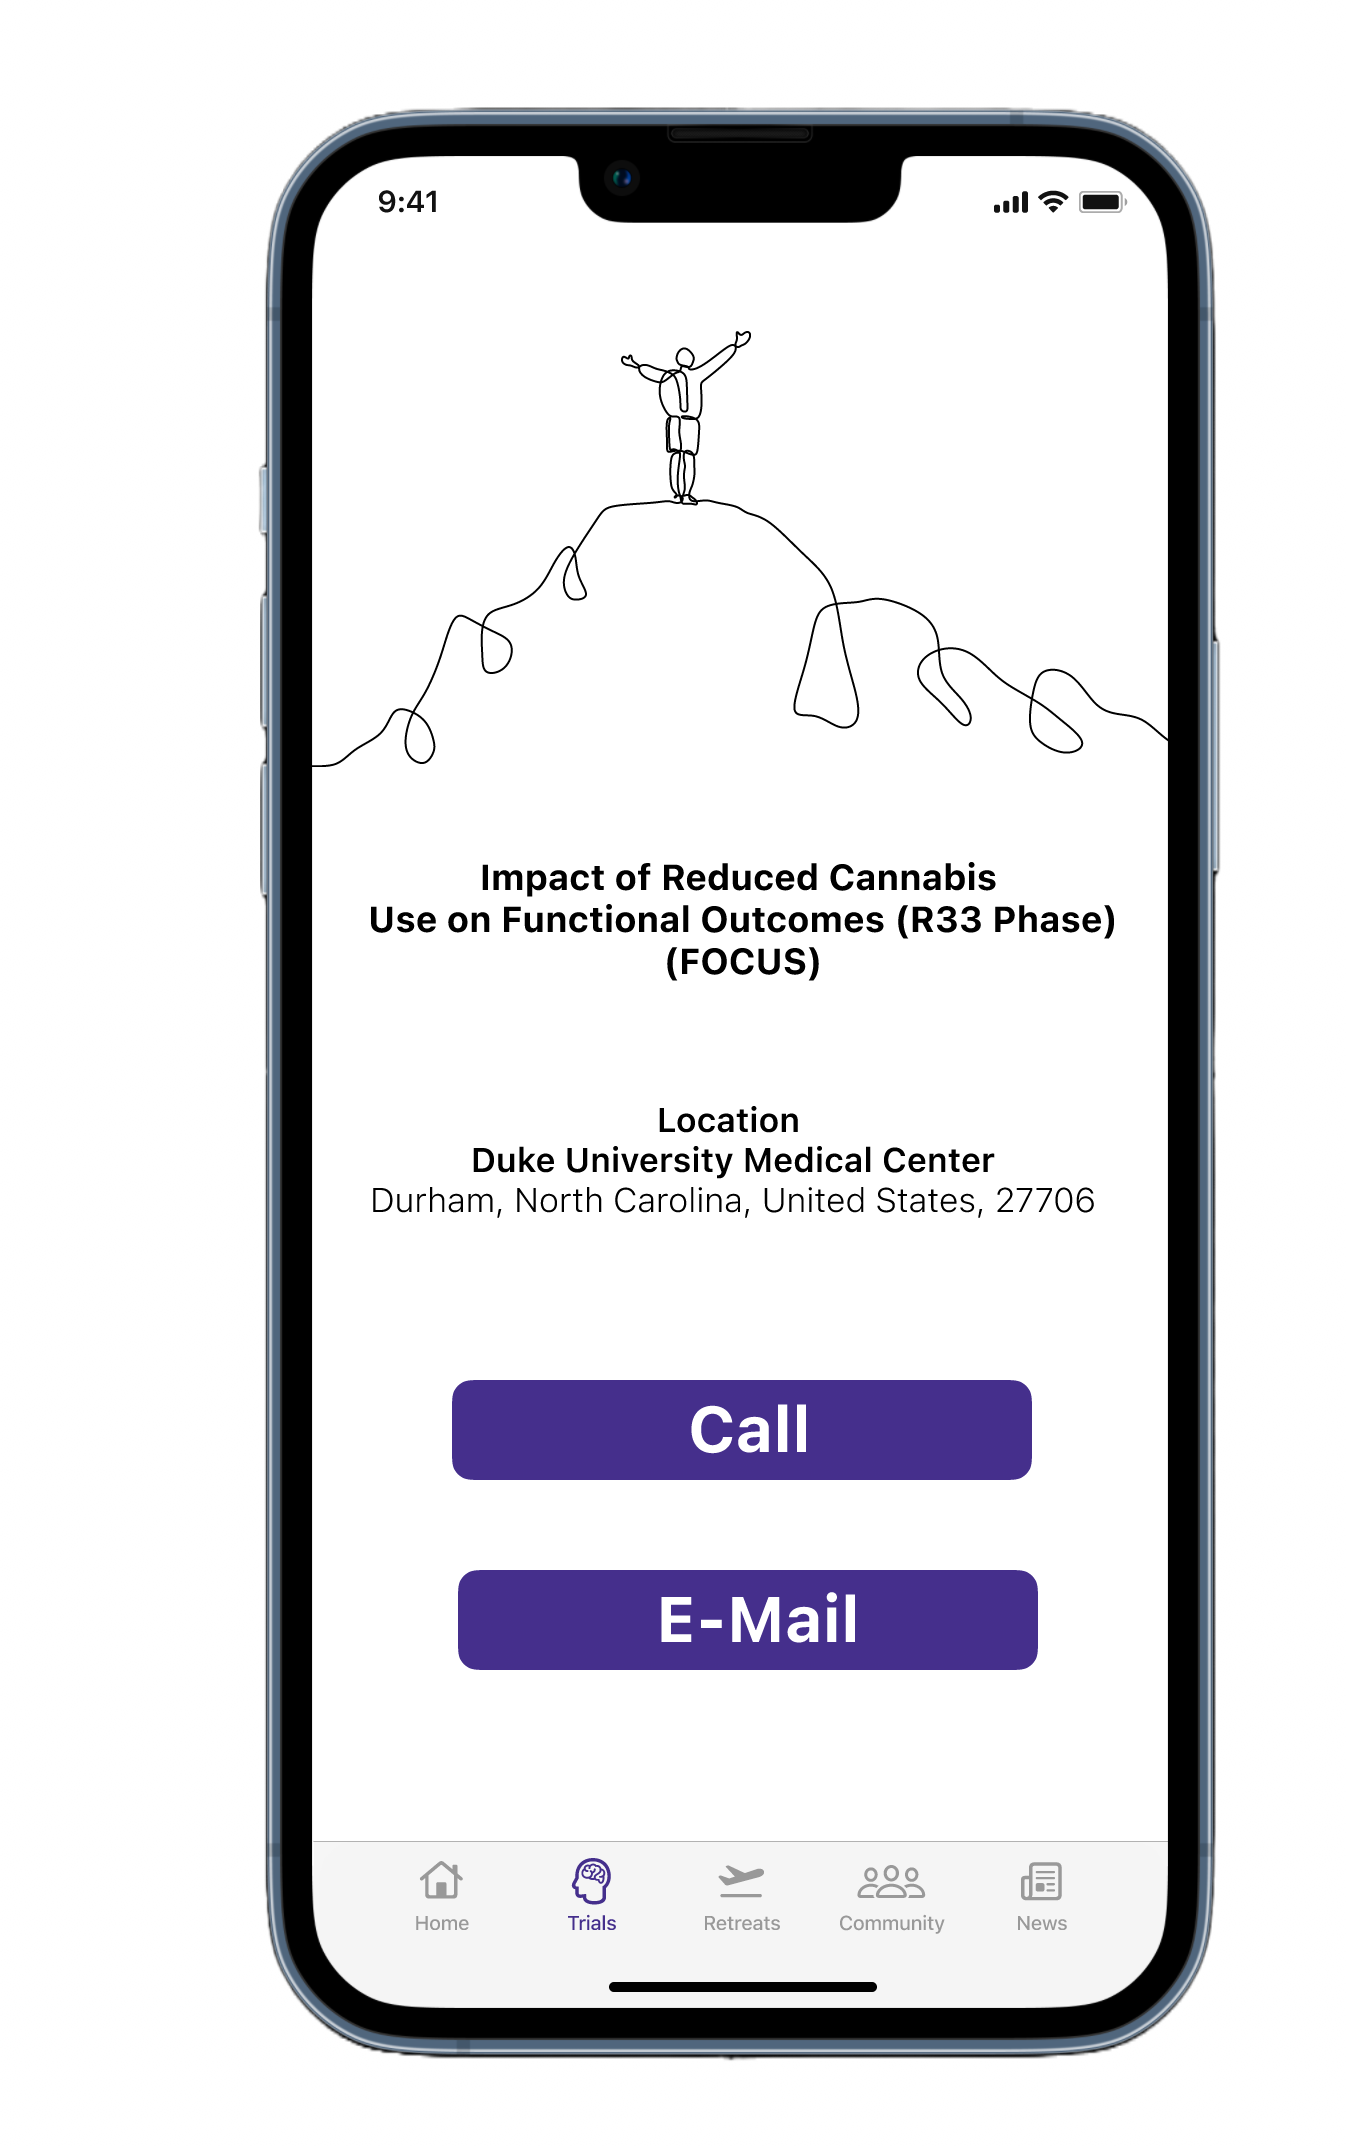 9:41
Impact of Reduced Cannabis
Use on Functional Outcomes (R33 Phase)
(FOCUS)
Location
Duke University Medical Center
Durham, North Carolina, United States, 27706
Call
E-Mail
Home Trials Retreats Community News